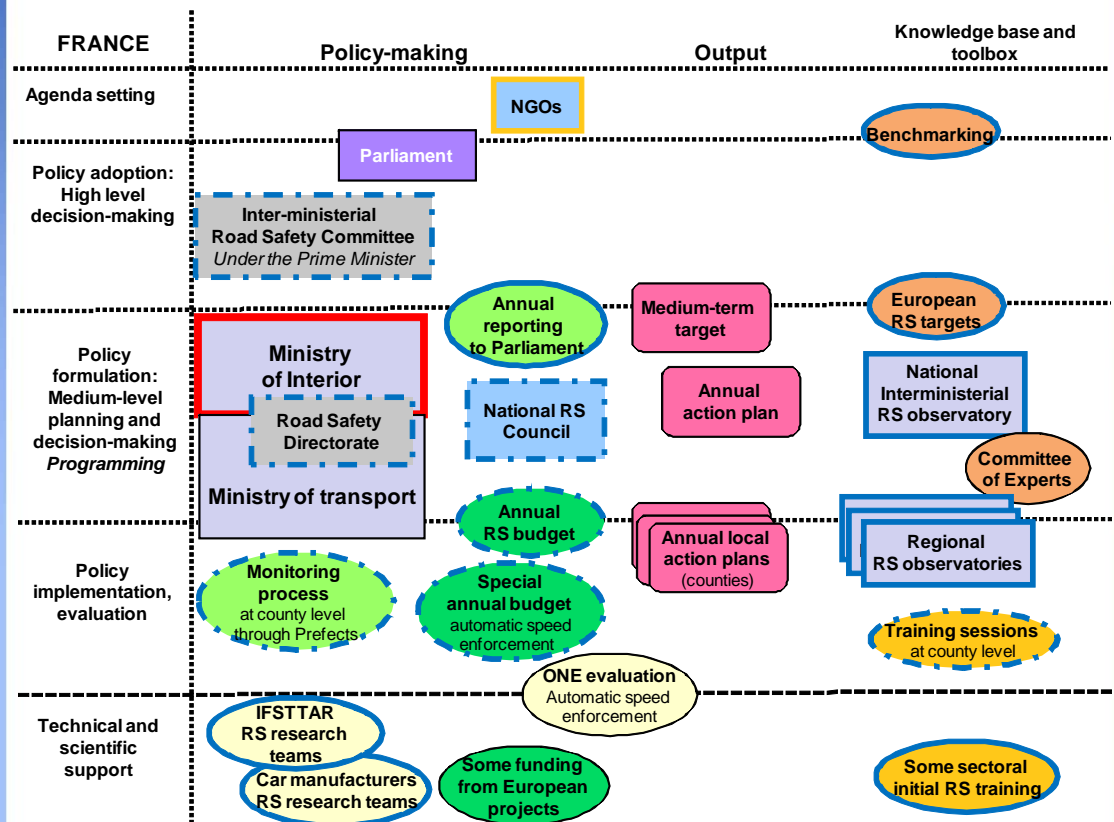 FRANCE
Policy-making
Output
Knowledge base and
toolbox
Agenda setting
NGOs
Benchmarking
Parliament
Policy adoption:
High level
decision-making
Inter-ministerial
Road Safety Committee
Under the Prime Minister
Policy
formulation:
Medium-level
planning and
decision-making
Programming
Ministry
of Interior
Road Safety
Directorate
Ministry of transport
Annual
reporting
to Parliament
National RS
Council
Medium-term
target
Annual
action plan
European
RS targets
National
Interministerial
RS observatory
Committee
of Experts
Policy
implementation,
evaluation
Annual
RS budget
Monitoring
process
at county level
through Prefects
Special
annual budget
automatic speed
enforcement
Annual local
action plans
(counties)
Regional
RS observatories
Training sessions
at county level
ONE evaluation
Automatic speed
enforcement
Technical and
scientific
support
IFSTTAR
RS research
teams
Car manufacturers
RS research teams
Some funding
from European
projects
Some sectoral
initial RS training